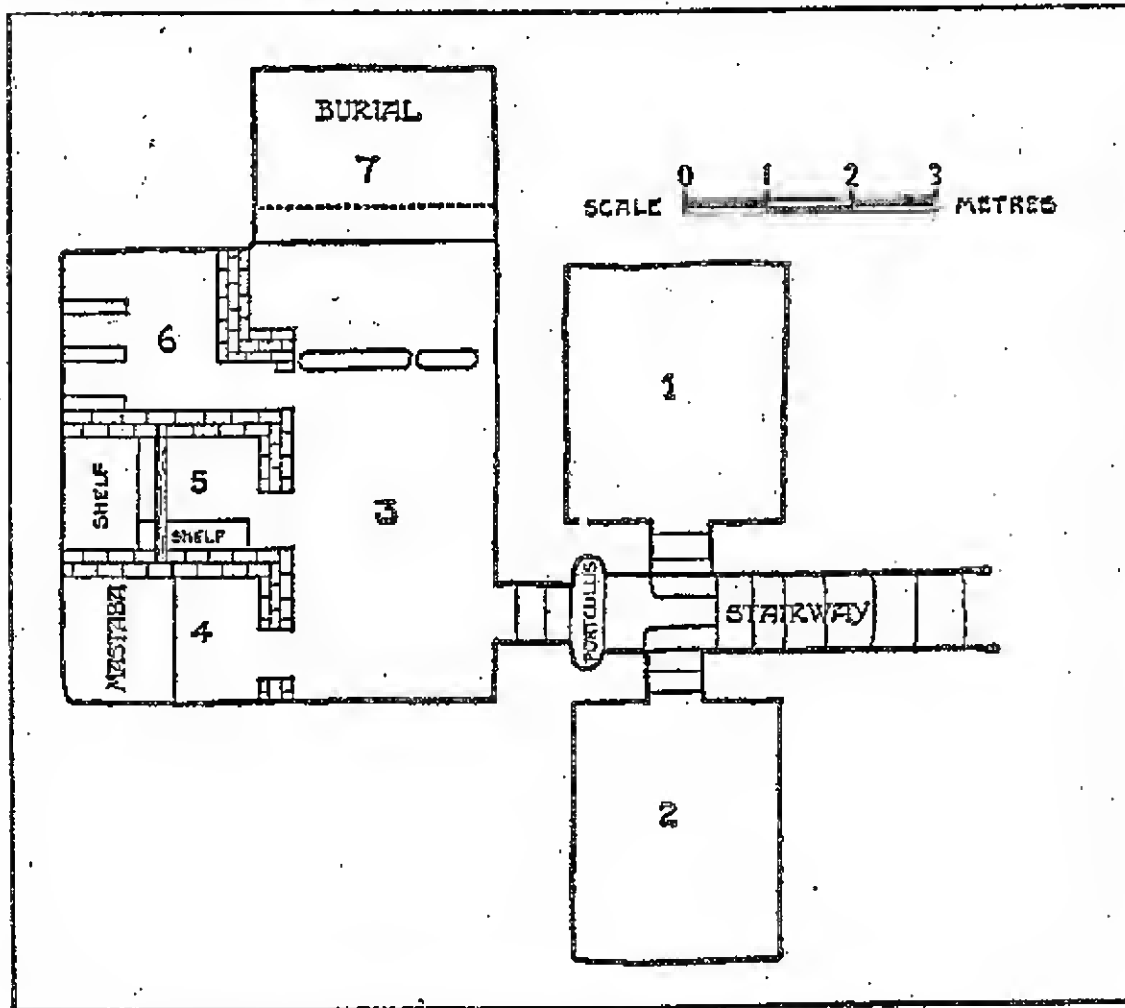 BURIAL
7
0 1 2 3
SCALE METRES
6
1
SHELF
5
SHELF
3
MASTABA
4
PORTCULLIS
STAIRWAY
2